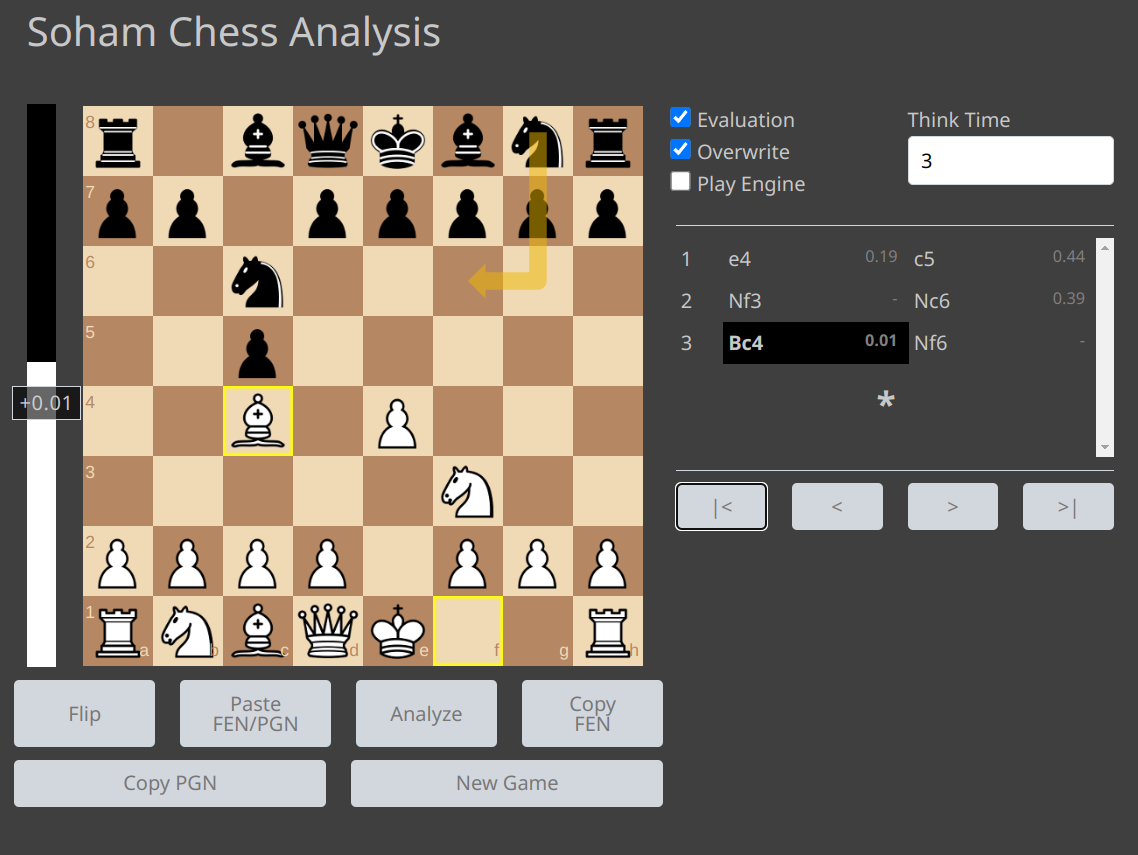 Soham Chess Analysis
Evaluation
Overwrite
Play Engine
Think Time
3
8
7
6
5
4
3
2
1
a b c d e f g h
+0.01
1 e4 0.19 c5 0.44
2 Nf3 - Nc6 0.39
3 Bc4 0.01 Nf6 -
*
|< < > >|
Flip
Paste
FEN/PGN
Analyze
Copy
FEN
Copy PGN
New Game